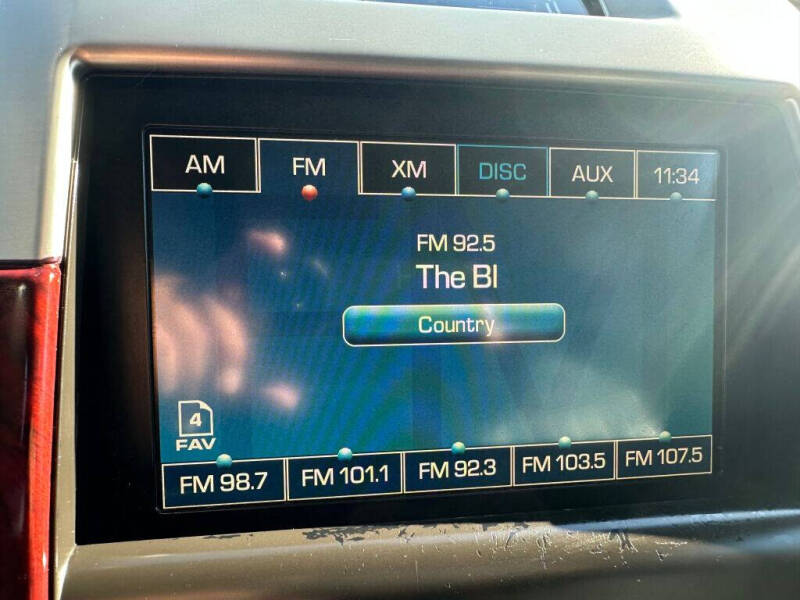 AM FM XM DISC AUX 11:34
FM 92.5
The Bl
Country
4
FAV
FM 98.7 FM 101.1 FM 92.3 FM 103.5 FM 107.5